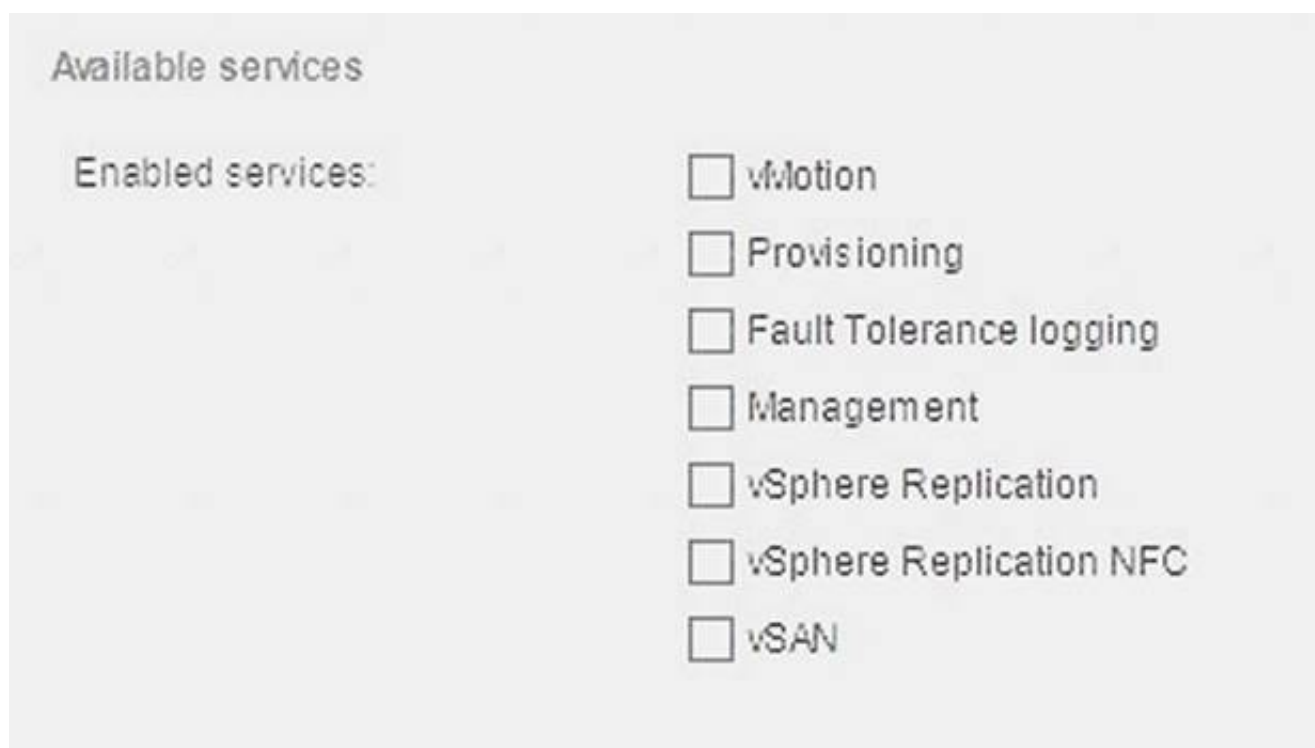 Available services
Enabled services:
vMotion
Provisioning
Fault Tolerance logging
Management
vSphere Replication
vSphere Replication NFC
vSAN